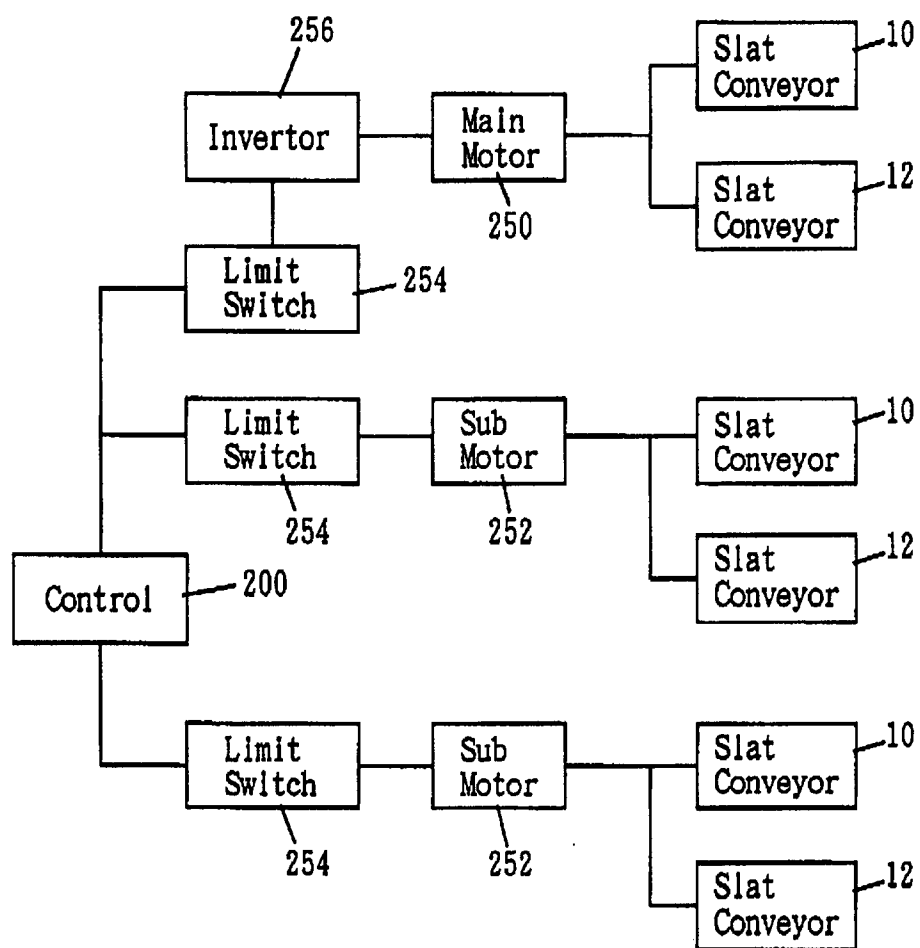 256
Invertor
Main
Motor
250
Slat
Conveyor
10
Slat
Conveyor
12
Limit
Switch
254
Limit
Switch
254
Sub
Motor
252
Slat
Conveyor
10
Slat
Conveyor
12
Control
200
Limit
Switch
254
Sub
Motor
252
Slat
Conveyor
10
Slat
Conveyor
12